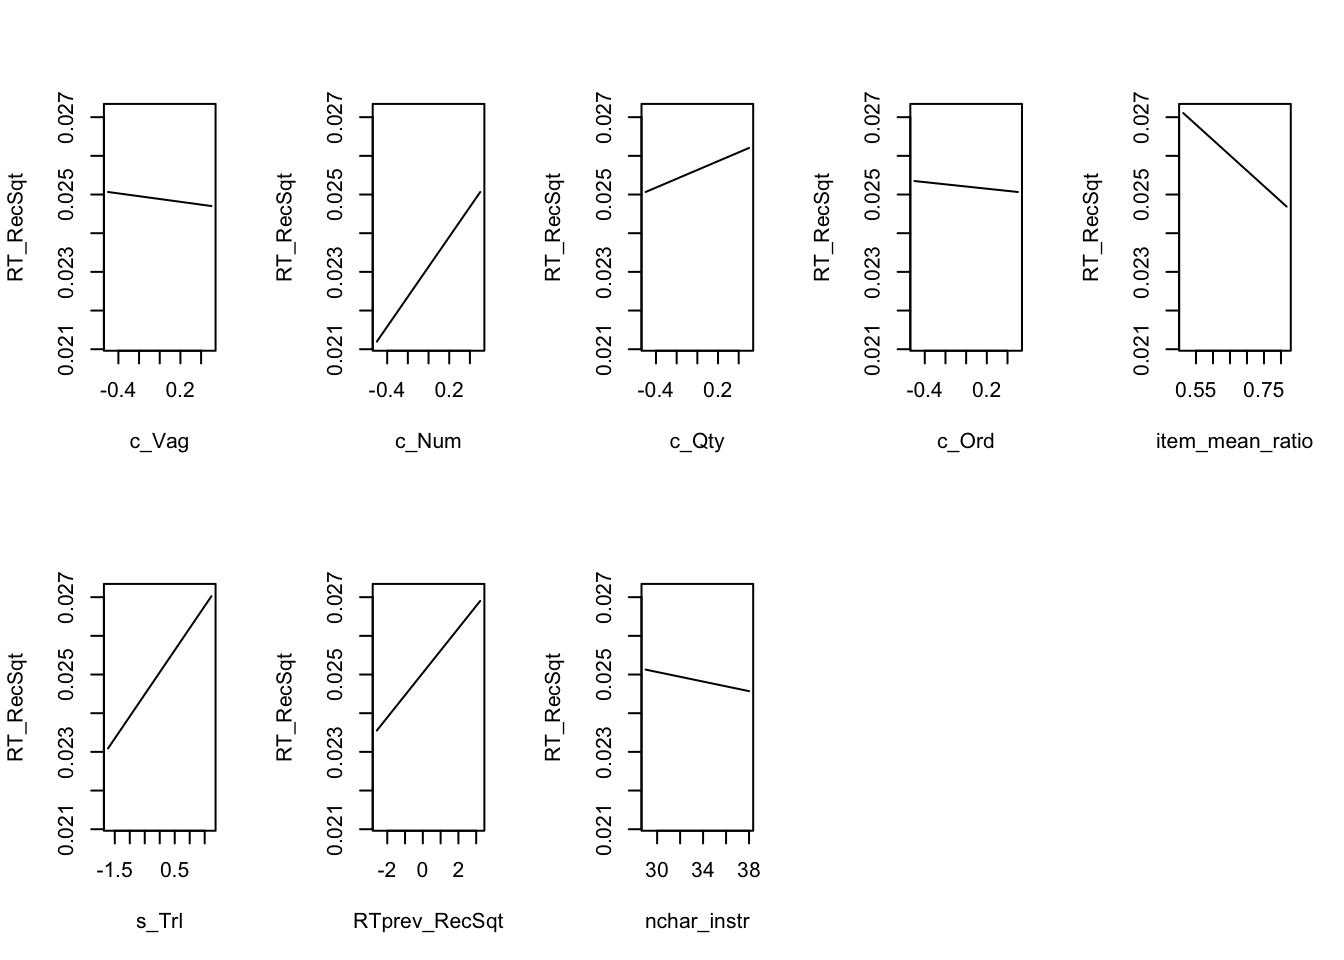 RT_RecSqt
0.021 0.023 0.025 0.027
-0.4 0.2
c_Vag
RT_RecSqt
0.021 0.023 0.025 0.027
-0.4 0.2
c_Num
RT_RecSqt
0.021 0.023 0.025 0.027
-0.4 0.2
c_Qty
RT_RecSqt
0.021 0.023 0.025 0.027
-0.4 0.2
c_Ord
RT_RecSqt
0.021 0.023 0.025 0.027
0.55 0.75
item_mean_ratio
RT_RecSqt
0.021 0.023 0.025 0.027
-1.5 0.5
s_Trl
RT_RecSqt
0.021 0.023 0.025 0.027
-2 0 2
RTprev_RecSqt
RT_RecSqt
0.021 0.023 0.025 0.027
30 34 38
nchar_instr